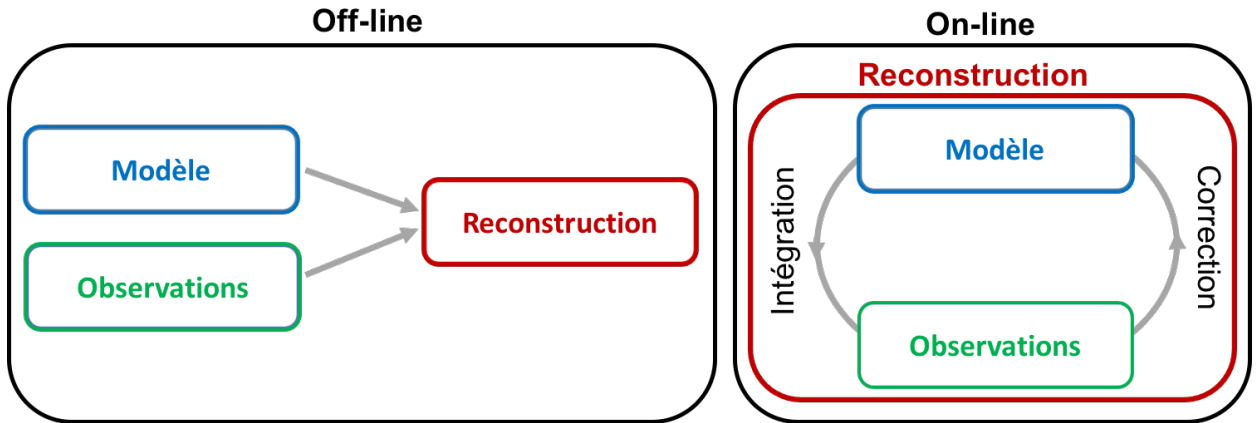 Off-line
Modèle
Observations
Reconstruction
On-line
Reconstruction
Modèle
Intégration
Correction
Observations